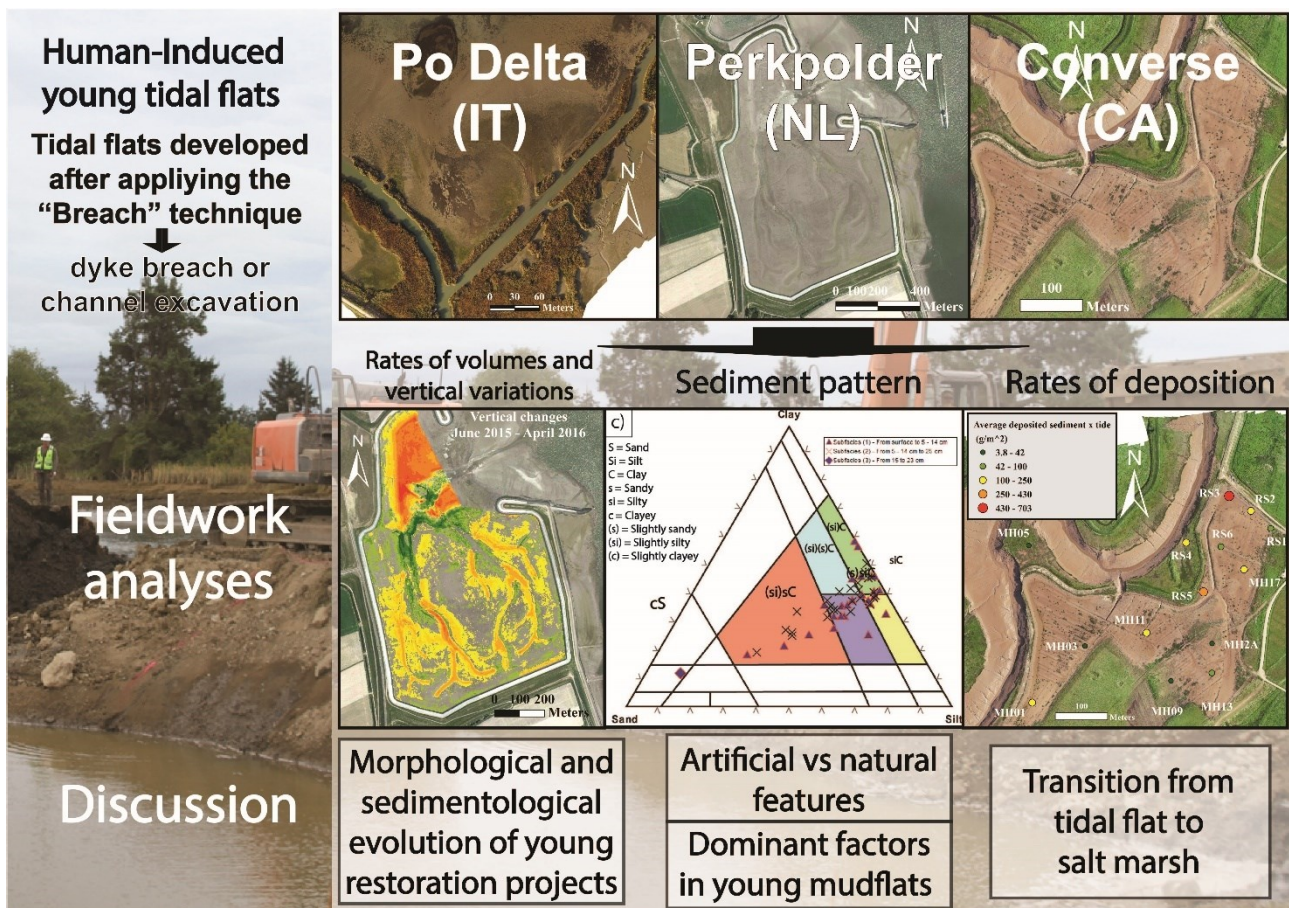 Human-Induced
young tidal flats
Tidal flats developed
after appliying the
“Breach” technique
dyke breach or
channel excavation
Po Delta
(IT)
N
0 30 60
Meters
Perkpolder
(NL)
N
0 100200 400
Meters
Converse
(CA)
N
100
Meters
Rates of volumes and
vertical variations
Sediment pattern
Rates of deposition
Fieldwork
analyses
Vertical changes
June 2015 - April 2016
N
0 100 200
Meters
c)
S = Sand
Si = Silt
C = Clay
s = Sandy
si = Silty
c = Clayey
(s) = Slightly sandy
(si) = Slightly silty
(c) = Slightly clayey
Clay
Subfacies (1) - From surface to 5 - 14 cm
Subfacies (2) - From 5 - 14 cm to 25 cm
Subfacies (3) - From 15 to 23 cm
(si)C
(si)(s)C
siC
(s)siC
(si)sC
cS
Sand
Silt
Average deposited sediment x tide
(g/m^2)
3,8 - 42
42 - 100
100 - 250
250 - 430
430 - 703
N
RS3
RS2
RS1
RS6
RS4
MH05
MH17
RS5
MH11
MH03
MH2A
MH01
MH09
MH13
100
Meters
Discussion
Morphological and
sedimentological
evolution of young
restoration projects
Artificial vs natural
features
Dominant factors
in young mudflats
Transition from
tidal flat to
salt marsh